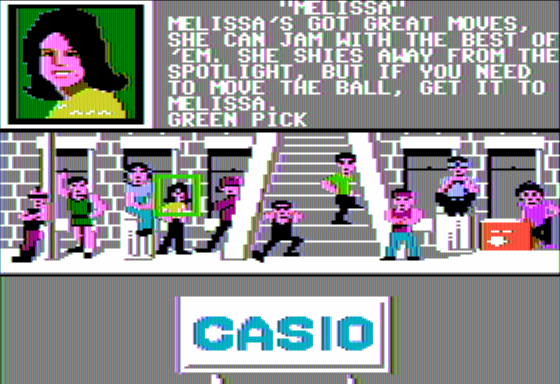 "MELISSA"
MELISSA'S GOT GREAT MOVES,
SHE CAN JAM WITH THE BEST OF
'EM. SHE SHIES AWAY FROM THE
SPOTLIGHT, BUT IF YOU NEED
TO MOVE THE BALL, GET IT TO
MELISSA.
GREEN PICK
CASIO